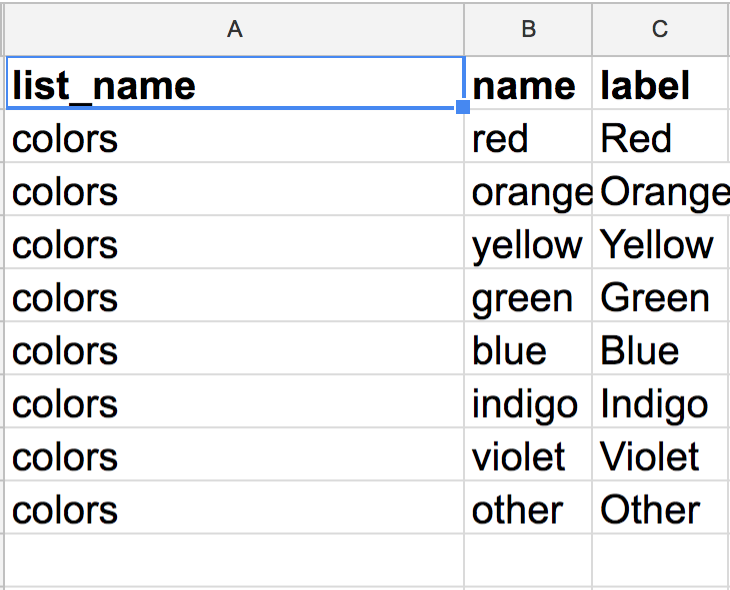 A B C
list_name name label
colors red Red
colors orange Orange
colors yellow Yellow
colors green Green
colors blue Blue
colors indigo Indigo
colors violet Violet
colors other Other